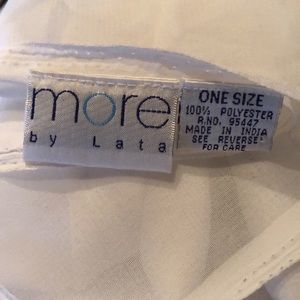 more
by Lata
ONE SIZE
100% POLYESTER
R.NO. 95447
MADE IN INDIA
SEE REVERSE
FOR CARE